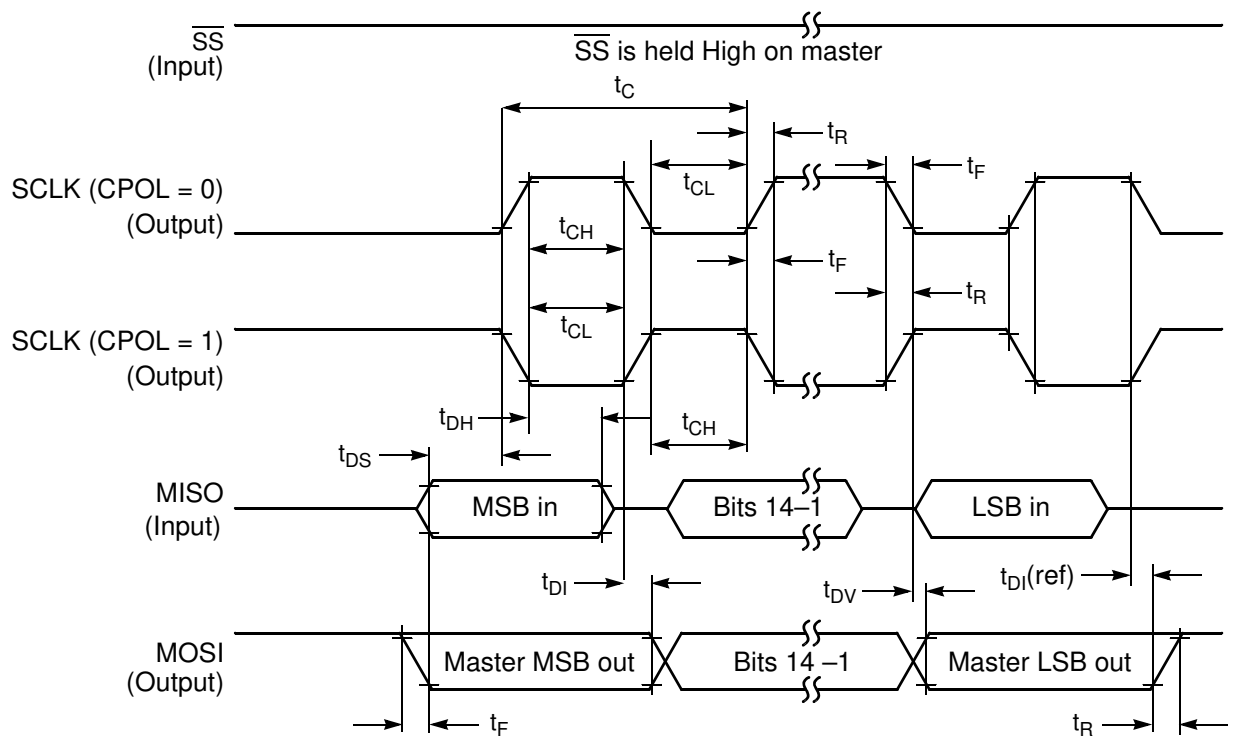 S̅S̅
(Input)
S̅S̅ is held High on master
tC
tR
tF
SCLK (CPOL = 0)
(Output)
tCL
tCH
tF
tR
tCL
SCLK (CPOL = 1)
(Output)
tDH
tCH
tDS
MISO
(Input)
MSB in
Bits 14–1
LSB in
tDI
tDV
tDI(ref)
MOSI
(Output)
Master MSB out
Bits 14 –1
Master LSB out
tF
tR